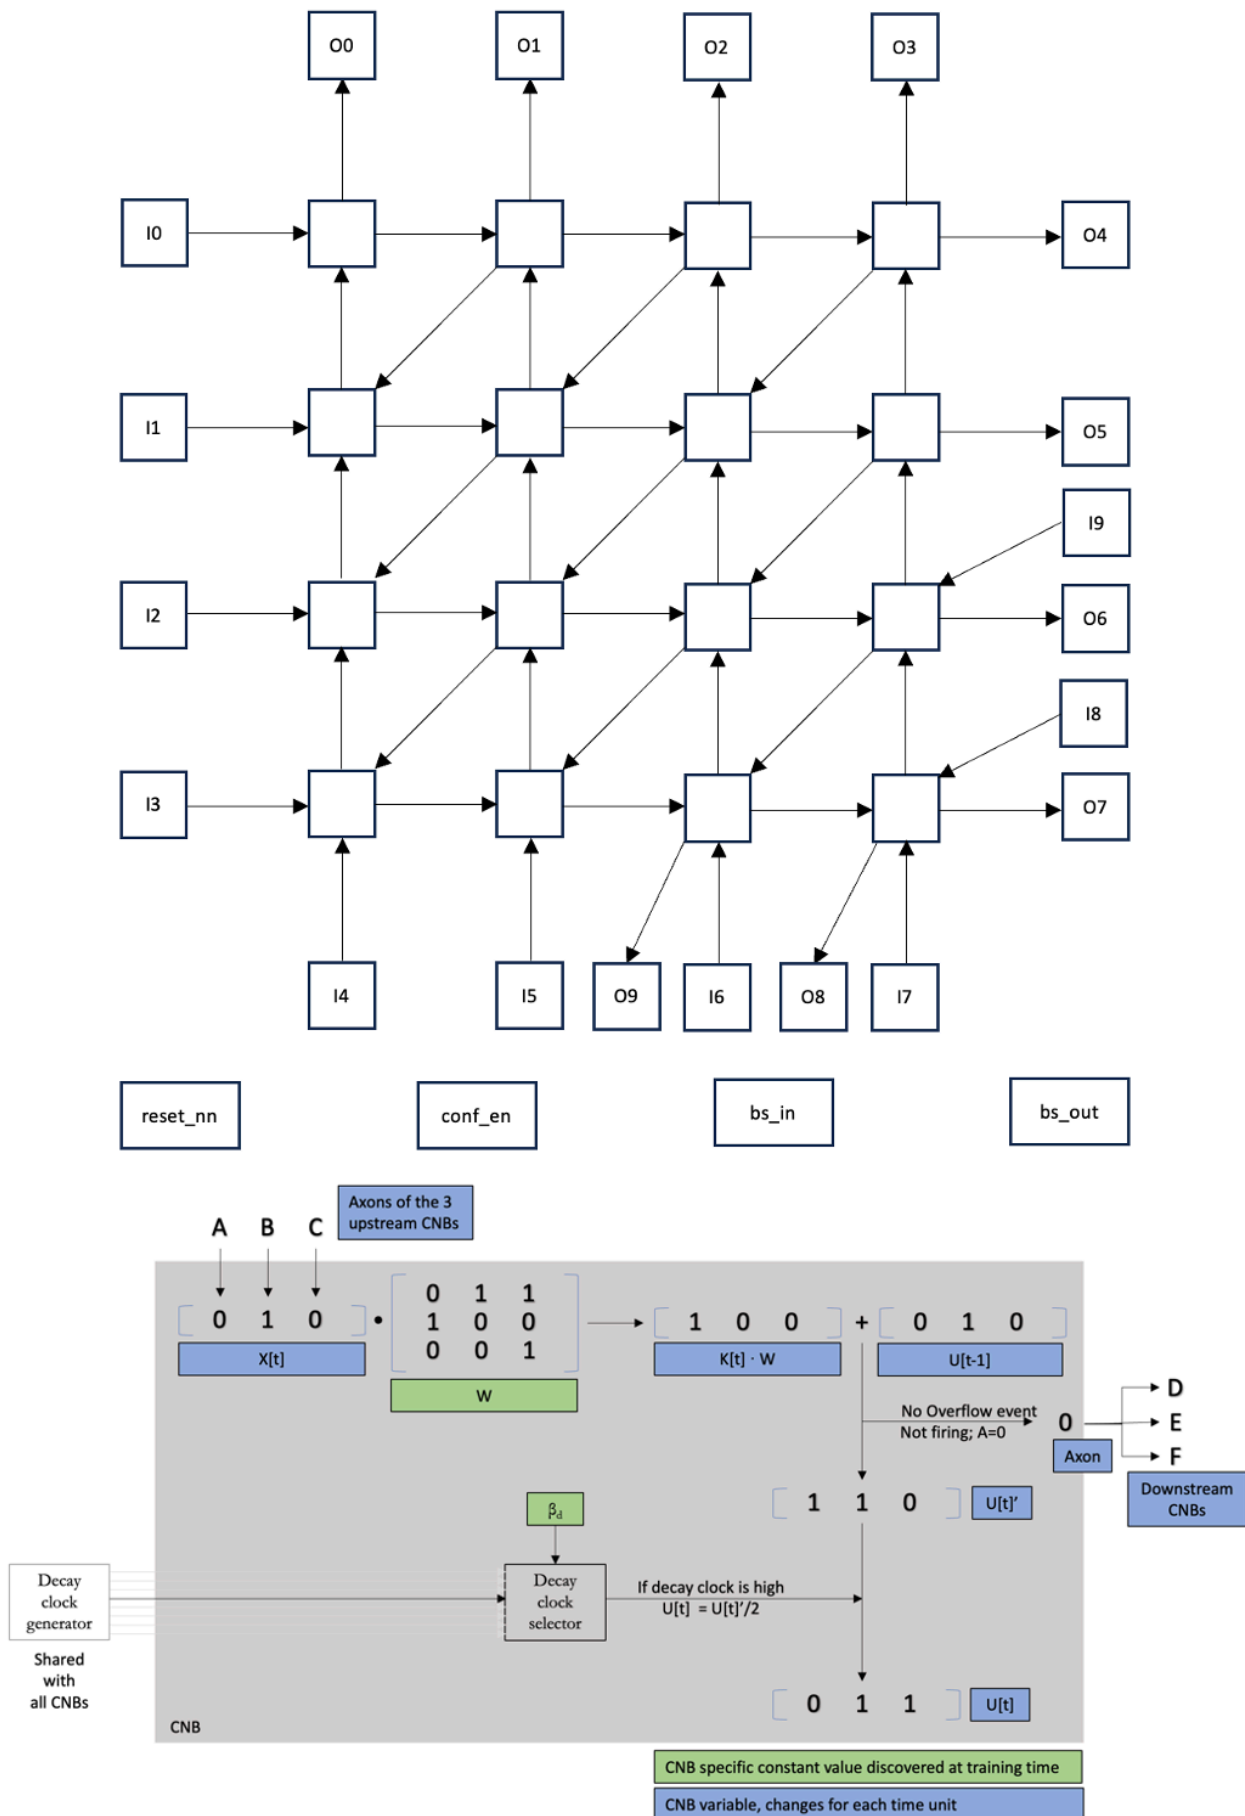 O0 O1 O2 O3
I0 O4
I1 O5
I9
I2 O6
I8
I3 O7
I4 I5 O9 I6 O8 I7
reset_nn conf_en bs_in bs_out
Axons of the 3
upstream CNBs
A B C
0 1 1
0 1 0 • 1 0 0 1 0 0 + 0 1 0
0 0 1
X[t] K[t] · W U[t-1]
W
No Overflow event
Not firing; A=0
0
Axon
D
E
F
Downstream
CNBs
1 1 0 U[t]’
βd
Decay
clock
generator
Decay
clock
selector
If decay clock is high
U[t] = U[t]’/2
Shared
with
all CNBs
0 1 1 U[t]
CNB
CNB specific constant value discovered at training time
CNB variable, changes for each time unit